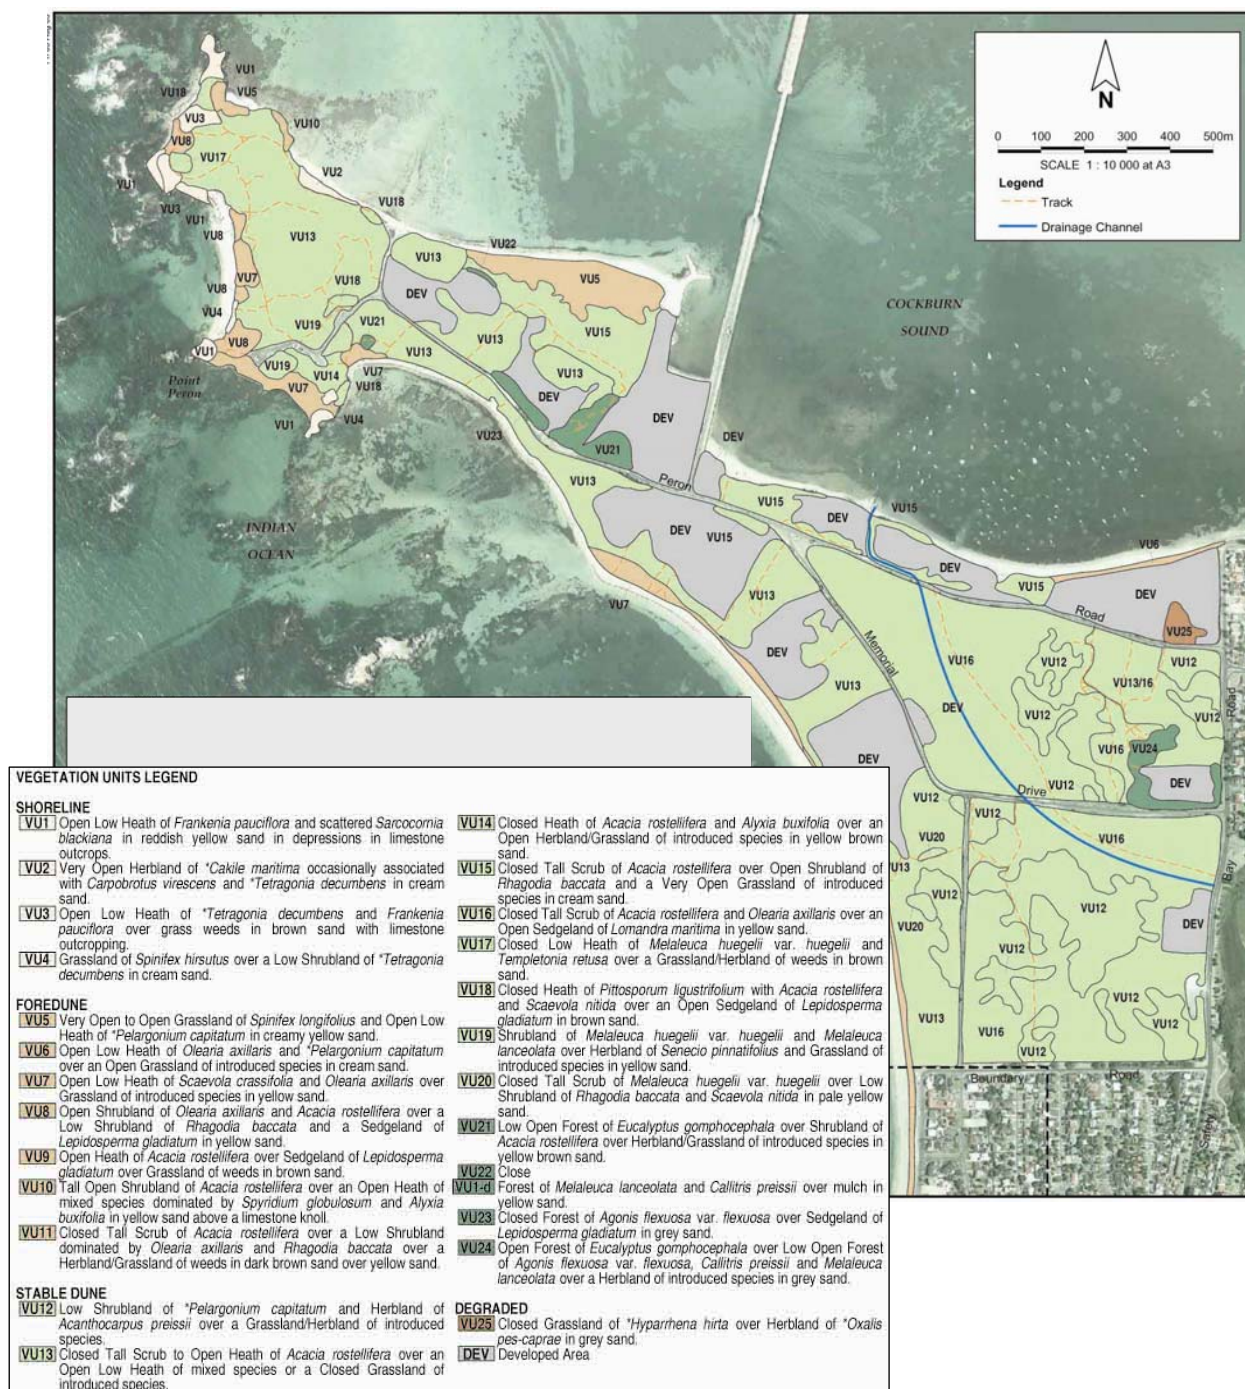 VU1
VU18
VU5
VU3
VU10
VU8
VU17
VU2
VU1
VU18
VU3
VU1
VU8
VU13
VU22
VU13
VU5
VU7
VU18
DEV
VU8
VU4
VU21
VU19
VU13
VU15
VU8
VU13
VU1
VU19
VU14
VU7
VU13
VU7
VU18
DEV
Point
Peron
VU1
VU4
DEV
VU23
VU21
DEV
VU13
Peron
VU15
VU15
DEV
INDIAN
OCEAN
DEV
VU15
VU6
DEV
VU15
DEV
VU7
VU13
Road
VU25
DEV
Memorial
VU16
VU12
VU12
VU13/16
VU13
DEV
VU12
VU12
Road
VU16
VU24
DEV
VU12
DEV
Drive
VU12
VU20
VU16
VU13
VU12
VU12
Bay
VU20
DEV
VU12
VU12
VU13
VU16
VU12
VU12
Boundary
Road
Safety
COCKBURN
SOUND
N
0 100 200 300 400 500m
SCALE 1 : 10 000 at A3
Legend
Track
Drainage Channel
VEGETATION UNITS LEGEND
SHORELINE
VU1 Open Low Heath of Frankenia pauciflora and scattered Sarcocornia
blackiana in reddish yellow sand in depressions in limestone
outcrops.
VU2 Very Open Herbland of *Cakile maritima occasionally associated
with Carpobrotus virescens and *Tetragonia decumbens in cream
sand.
VU3 Open Low Heath of *Tetragonia decumbens and Frankenia
pauciflora over grass weeds in brown sand with limestone
outcropping.
VU4 Grassland of Spinifex hirsutus over a Low Shrubland of *Tetragonia
decumbens in cream sand.
FOREDUNE
VU5 Very Open to Open Grassland of Spinifex longifolius and Open Low
Heath of *Pelargonium capitatum in creamy yellow sand.
VU6 Open Low Heath of Olearia axillaris and *Pelargonium capitatum
over an Open Grassland of introduced species in cream sand.
VU7 Open Low Heath of Scaevola crassifolia and Olearia axillaris over
Grassland of introduced species in yellow sand.
VU8 Open Shrubland of Olearia axillaris and Acacia rostellifera over a
Low Shrubland of Rhagodia baccata and a Sedgeland of
Lepidosperma gladiatum in yellow sand.
VU9 Open Heath of Acacia rostellifera over Sedgeland of Lepidosperma
gladiatum over Grassland of weeds in brown sand.
VU10 Tall Open Shrubland of Acacia rostellifera over an Open Heath of
mixed species dominated by Spyridium globulosum and Alyxia
buxifolia in yellow sand above a limestone knoll.
VU11 Closed Tall Scrub of Acacia rostellifera over a Low Shrubland
dominated by Olearia axillaris and Rhagodia baccata over a
Herbland/Grassland of weeds in dark brown sand over yellow sand.
STABLE DUNE
VU12 Low Shrubland of *Pelargonium capitatum and Herbland of
Acanthocarpus preissii over a Grassland/Herbland of introduced
species.
VU13 Closed Tall Scrub to Open Heath of Acacia rostellifera over an
Open Low Heath of mixed species or a Closed Grassland of
introduced species.
VU14 Closed Heath of Acacia rostellifera and Alyxia buxifolia over an
Open Herbland/Grassland of introduced species in yellow brown
sand.
VU15 Closed Tall Scrub of Acacia rostellifera over Open Shrubland of
Rhagodia baccata and a Very Open Grassland of introduced
species in cream sand.
VU16 Closed Tall Scrub of Acacia rostellifera and Olearia axillaris over an
Open Sedgeland of Lomandra maritima in yellow sand.
VU17 Closed Low Heath of Melaleuca huegelii var. huegelii and
Templetonia retusa over a Grassland/Herbland of weeds in brown
sand.
VU18 Closed Heath of Pittosporum ligustrifolium with Acacia rostellifera
and Scaevola nitida over an Open Sedgeland of Lepidosperma
gladiatum in brown sand.
VU19 Shrubland of Melaleuca huegelii var. huegelii and Melaleuca
lanceolata over Herbland of Senecio pinnatifolius and Grassland of
introduced species in yellow sand.
VU20 Closed Tall Scrub of Melaleuca huegelii var. huegelii over Low
Shrubland of Rhagodia baccata and Scaevola nitida in pale yellow
sand.
VU21 Low Open Forest of Eucalyptus gomphocephala over Shrubland of
Acacia rostellifera over Herbland/Grassland of introduced species in
yellow brown sand.
VU22 Close
VU1-d Forest of Melaleuca lanceolata and Callitris preissii over mulch in
yellow sand.
VU23 Closed Forest of Agonis flexuosa var. flexuosa over Sedgeland of
Lepidosperma gladiatum in grey sand.
VU24 Open Forest of Eucalyptus gomphocephala over Low Open Forest
of Agonis flexuosa var. flexuosa, Callitris preissii and Melaleuca
lanceolata over a Herbland of introduced species in grey sand.
DEGRADED
VU25 Closed Grassland of *Hyparrhena hirta over Herbland of *Oxalis
pes-caprae in grey sand.
DEV Developed Area